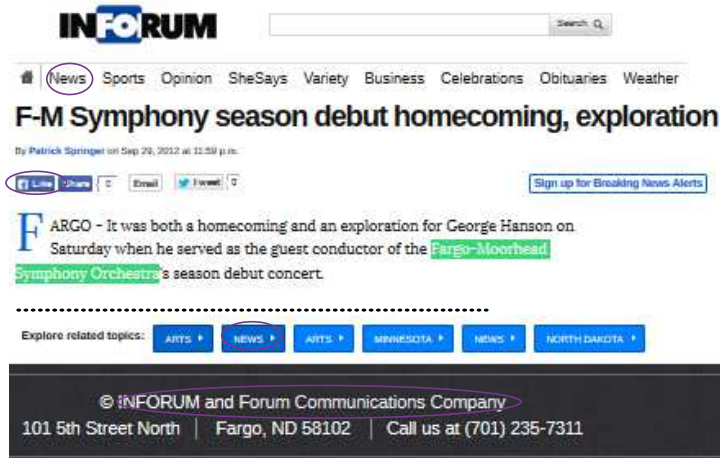 INFORUM
Search
News Sports Opinion SheSays Variety Business Celebrations Obituaries Weather
F-M Symphony season debut homecoming, exploration
By Patrick Springer on Sep 29, 2012 at 11:59 p.m.
Like Share 0 Email Tweet 0
Sign up for Breaking News Alerts
FARGO - It was both a homecoming and an exploration for George Hanson on
Saturday when he served as the guest conductor of the Fargo-Moorhead
Symphony Orchestra's season debut concert.
Explore related topics: ARTS NEWS ARTS MINNESOTA NEWS NORTH DAKOTA
© INFORUM and Forum Communications Company
101 5th Street North | Fargo, ND 58102 | Call us at (701) 235-7311